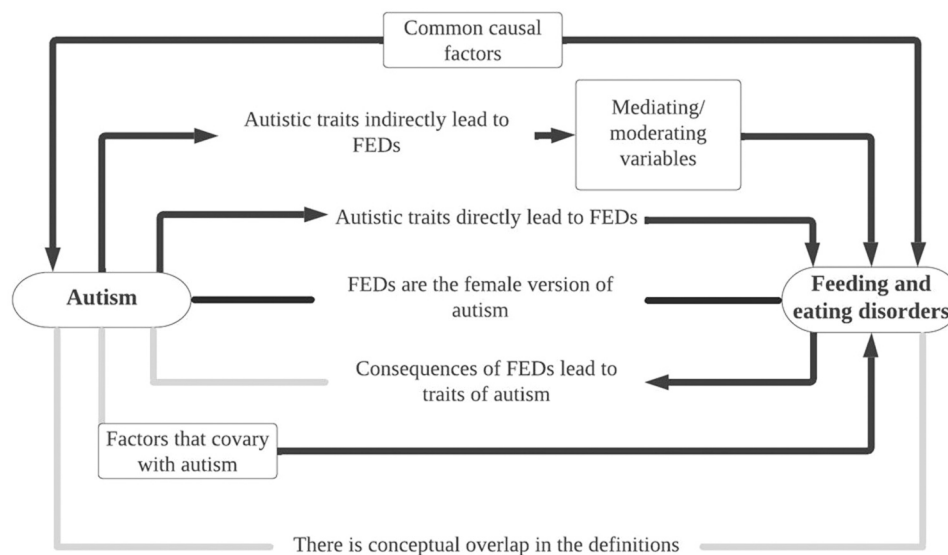 Common causal
factors
Autistic traits indirectly lead to
FEDs
Mediating/
moderating
variables
Autistic traits directly lead to FEDs
Autism
FEDs are the female version of
autism
Feeding and
eating disorders
Consequences of FEDs lead to
traits of autism
Factors that covary
with autism
There is conceptual overlap in the definitions